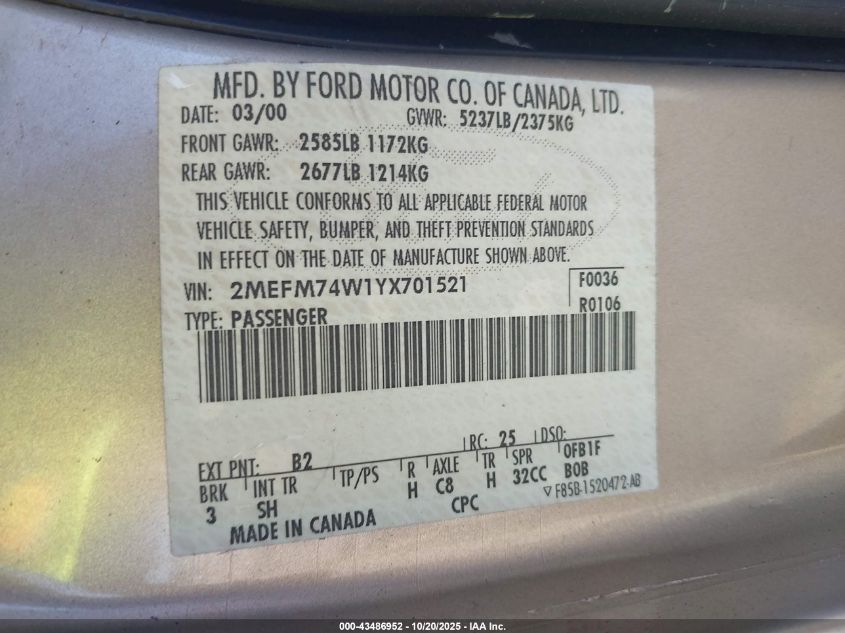 MFD. BY FORD MOTOR CO. OF CANADA, LTD.
DATE: 03/00 GVWR: 5237LB/2375KG
FRONT GAWR: 2585LB 1172KG
REAR GAWR: 2677LB 1214KG
THIS VEHICLE CONFORMS TO ALL APPLICABLE FEDERAL MOTOR
VEHICLE SAFETY, BUMPER, AND THEFT PREVENTION STANDARDS
IN EFFECT ON THE DATE OF MANUFACTURE SHOWN ABOVE.
VIN: 2MEFM74W1YX701521 F0036
TYPE: PASSENGER R0106
EXT PNT: B2 RC: 25 DSO:
BRK INT TR TP/PS R AXLE TR SPR OFB1F
3 SH H C8 H 32CC BOB
MADE IN CANADA CPC ▽ F85B-1520472-AB
000-43486952 | 10/20/2025 - IAA Inc.